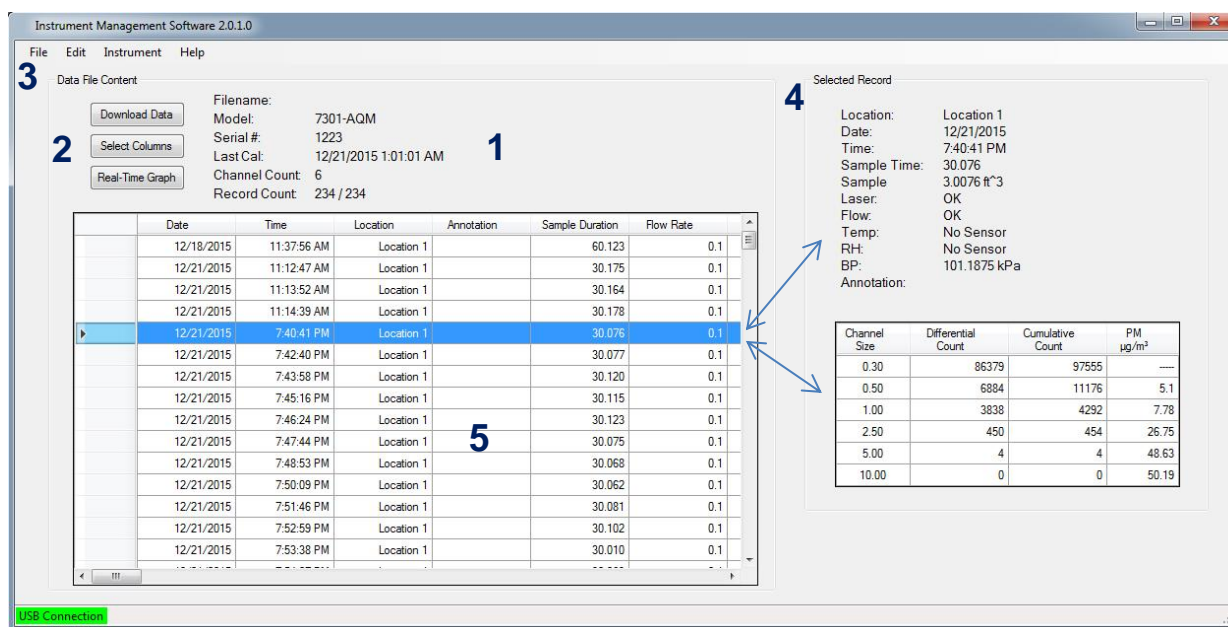 Instrument Management Software 2.0.1.0
File Edit Instrument Help
3
Data File Content
Download Data
Select Columns
Real-Time Graph
2
Filename:
Model: 7301-AQM
Serial #: 1223
Last Cal: 12/21/2015 1:01:01 AM
Channel Count: 6
Record Count: 234 / 234
1
Date Time Location Annotation Sample Duration Flow Rate
12/18/2015 11:37:56 AM Location 1 60.123 0.1
12/21/2015 11:12:47 AM Location 1 30.175 0.1
12/21/2015 11:13:52 AM Location 1 30.164 0.1
12/21/2015 11:14:39 AM Location 1 30.178 0.1
12/21/2015 7:40:41 PM Location 1 30.076 0.1
12/21/2015 7:42:40 PM Location 1 30.077 0.1
12/21/2015 7:43:58 PM Location 1 30.120 0.1
12/21/2015 7:45:16 PM Location 1 30.115 0.1
12/21/2015 7:46:24 PM Location 1 30.123 0.1
12/21/2015 7:47:44 PM Location 1 30.075 0.1
12/21/2015 7:48:53 PM Location 1 30.068 0.1
12/21/2015 7:50:09 PM Location 1 30.062 0.1
12/21/2015 7:51:46 PM Location 1 30.081 0.1
12/21/2015 7:52:59 PM Location 1 30.102 0.1
12/21/2015 7:53:38 PM Location 1 30.010 0.1
5
4
Selected Record
Location: Location 1
Date: 12/21/2015
Time: 7:40:41 PM
Sample Time: 30.076
Sample 3.0076 ft^3
Laser: OK
Flow: OK
Temp: No Sensor
RH: No Sensor
BP: 101.1875 kPa
Annotation:
Channel Size Differential Count Cumulative Count PM µg/m³
0.30 86379 97555 -----
0.50 6884 11176 5.1
1.00 3838 4292 7.78
2.50 450 454 26.75
5.00 4 4 48.63
10.00 0 0 50.19
USB Connection